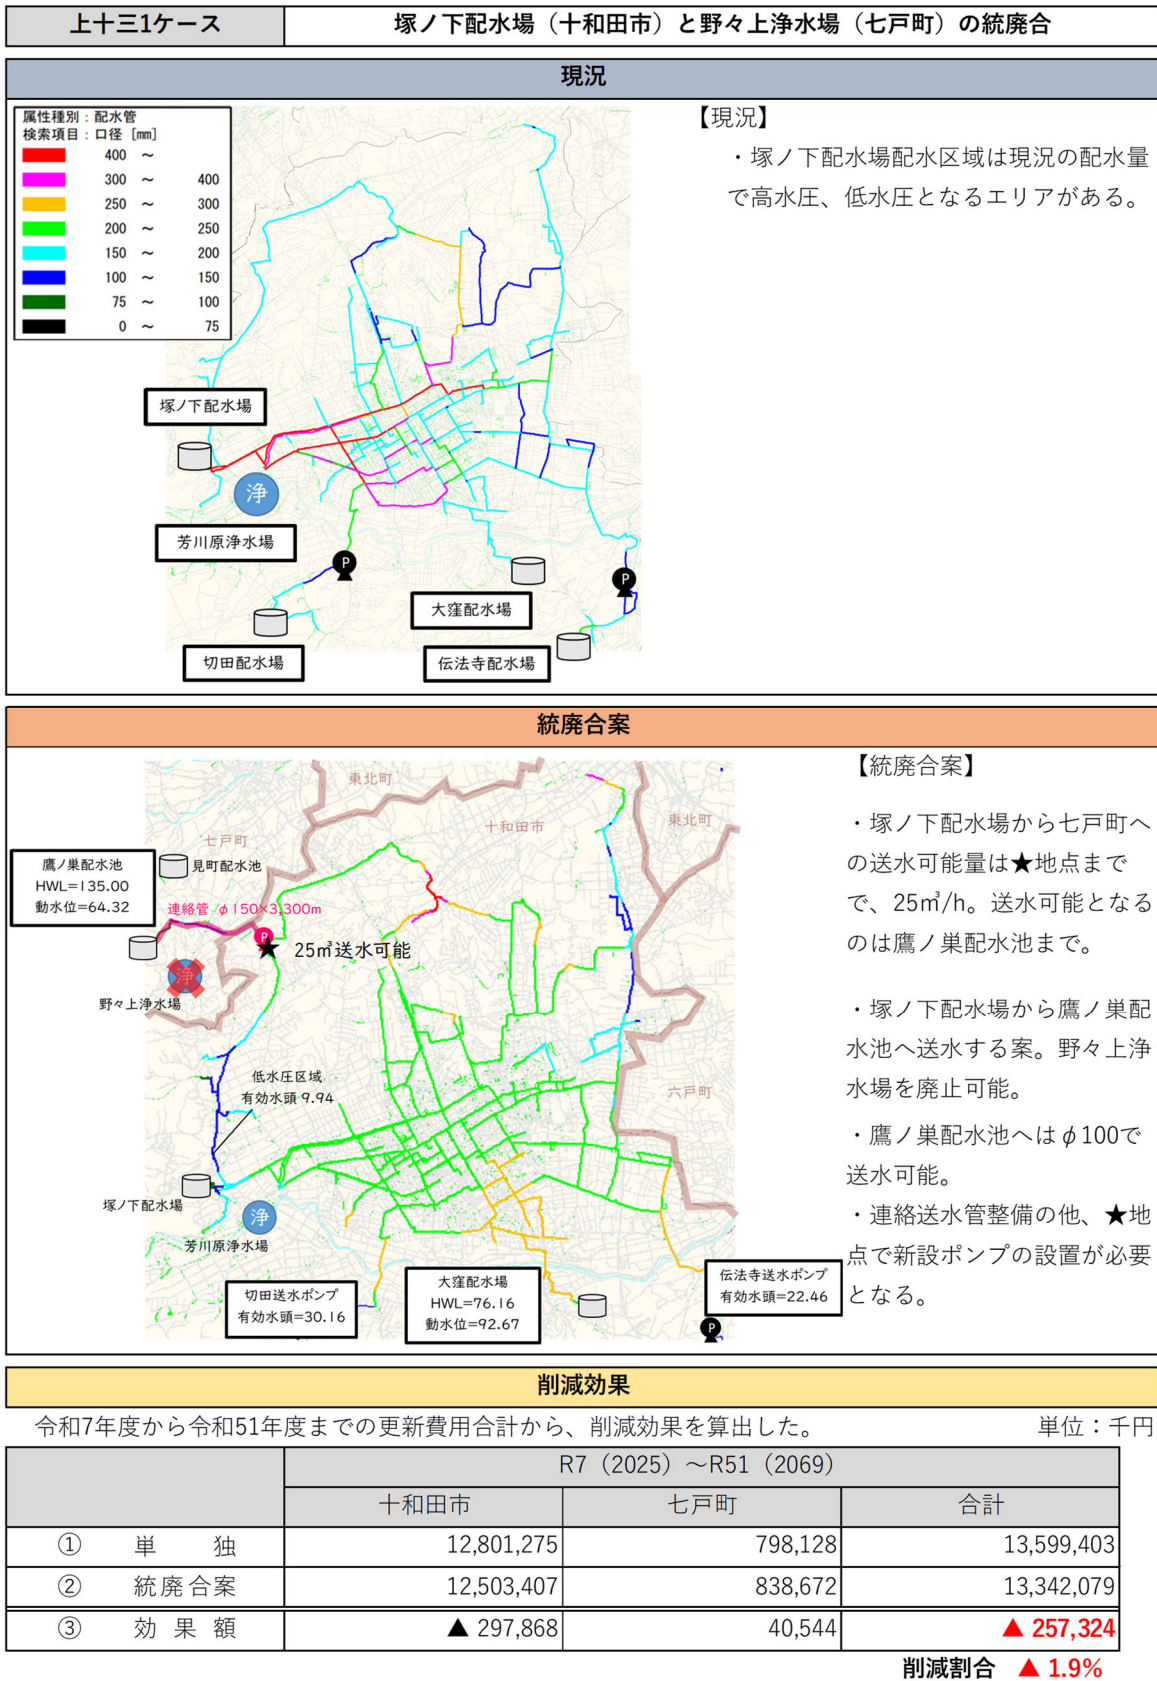 上十三1ケース
塚ノ下配水場（十和田市）と野々上浄水場（七戸町）の統廃合
現況
属性種別：配水管
検索項目：口径 [mm]
400 ～
300 ～ 400
250 ～ 300
200 ～ 250
150 ～ 200
100 ～ 150
75 ～ 100
0 ～ 75
塚ノ下配水場
浄
芳川原浄水場
P
P
大窪配水場
切田配水場
伝法寺配水場
【現況】
・塚ノ下配水場配水区域は現況の配水量
で高水圧、低水圧となるエリアがある。
統廃合案
東北町
七戸町
十和田市
東北町
鷹ノ巣配水池
HWL=135.00
動水位=64.32
見町配水池
連絡管 φ150×3,300m
P
★ 25㎥送水可能
浄
野々上浄水場
低水圧区域
有効水頭 9.94
六戸町
塚ノ下配水場
浄
芳川原浄水場
切田送水ポンプ
有効水頭=30.16
大窪配水場
HWL=76.16
動水位=92.67
伝法寺送水ポンプ
有効水頭=22.46
P
【統廃合案】
・塚ノ下配水場から七戸町へ
の送水可能量は★地点まで
で、25㎥/h。送水可能となる
のは鷹ノ巣配水池まで。
・塚ノ下配水場から鷹ノ巣配
水池へ送水する案。野々上浄
水場を廃止可能。
・鷹ノ巣配水池へはφ100で
送水可能。
・連絡送水管整備の他、★地
点で新設ポンプの設置が必要
となる。
削減効果
令和7年度から令和51年度までの更新費用合計から、削減効果を算出した。 単位：千円
R7（2025）～R51（2069）
十和田市 七戸町 合計
① 単 独 12,801,275 798,128 13,599,403
② 統廃合案 12,503,407 838,672 13,342,079
③ 効 果 額 ▲ 297,868 40,544 ▲ 257,324
削減割合 ▲ 1.9%